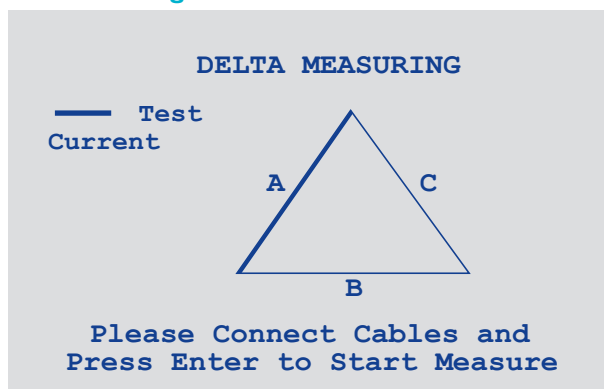 DELTA MEASURING
Test
Current
A
C
B
Please Connect Cables and
Press Enter to Start Measure